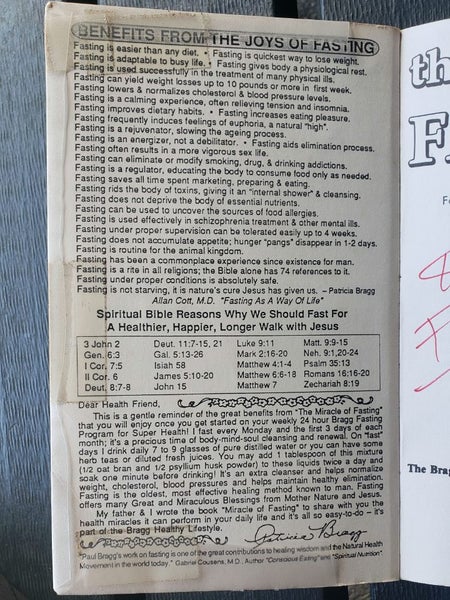 BENEFITS FROM THE JOYS OF FASTING
Fasting is easier than any diet. • Fasting is quickest way to lose weight.
Fasting is adaptable to busy life. • Fasting gives body a physiological rest.
Fasting is used successfully in the treatment of many physical ills.
Fasting can yield weight losses up to 10 pounds or more in first week.
Fasting lowers & normalizes cholesterol & blood pressure levels.
Fasting is a calming experience, often relieving tension and insomnia.
Fasting improves dietary habits. • Fasting increases eating pleasure.
Fasting frequently induces feelings of euphoria, a natural "high".
Fasting is a rejuvenator, slowing the ageing process.
Fasting is an energizer, not a debilitator. • Fasting aids elimination process.
Fasting often results in a more vigorous sex life.
Fasting can eliminate or modify smoking, drug, & drinking addictions.
Fasting is a regulator, educating the body to consume food only as needed.
Fasting saves all time spent marketing, preparing & eating.
Fasting rids the body of toxins, giving it an "internal shower" & cleansing.
Fasting does not deprive the body of essential nutrients.
Fasting can be used to uncover the sources of food allergies.
Fasting is used effectively in schizophrenia treatment & other mental ills.
Fasting under proper supervision can be tolerated easily up to 4 weeks.
Fasting does not accumulate appetite; hunger "pangs" disappear in 1-2 days.
Fasting is routine for the animal kingdom.
Fasting has been a commonplace experience since existence for man.
Fasting is a rite in all religions; the Bible alone has 74 references to it.
Fasting under proper conditions is absolutely safe.
Fasting is not starving, it is nature's cure Jesus has given us. – Patricia Bragg
Allan Cott, M.D. "Fasting As A Way Of Life"
Spiritual Bible Reasons Why We Should Fast For
A Healthier, Happier, Longer Walk with Jesus
3 John 2 Deut. 11:7-15, 21 Luke 9:11 Matt. 9:9-15
Gen. 6:3 Gal. 5:13-26 Mark 2:16-20 Neh. 9:1,20-24
I Cor. 7:5 Isiah 58 Matthew 4:1-4 Psalm 35:13
II Cor. 6 James 5:10-20 Matthew 6:6-18 Romans 16:16-20
Deut; 8:7-8 John 15 Matthew 7 Zechariah 8:19
Dear Health Friend,
This is a gentle reminder of the great benefits from "The Miracle of Fasting"
that you will enjoy once you get started on your weekly 24 hour Bragg Fasting
Program for Super Health! I fast every Monday and the first 3 days of each
month; it's a precious time of body-mind-soul cleansing and renewal. On "fast"
days I drink daily 7 to 9 glasses of pure distilled water or you can have some
herb teas or diluted fresh juices. You may add 1 tablespoon of this mixture
(1/2 oat bran and 1/2 psyllium husk powder) to these liquids twice a day and
soak one minute before drinking! It's an extra cleanser and helps normalize
weight, cholesterol, blood pressures and helps maintain healthy elimination.
Fasting is the oldest, most effective healing method known to man. Fasting
offers many Great and Miraculous Blessings from Mother Nature and Jesus.
My father & I wrote the book "Miracle of Fasting" to share with you the
health miracles it can perform in your daily life and it's all so easy-to-do – it's
part of the Bragg Healthy Lifestyle.
Patricia Bragg
"Paul Bragg's work on fasting is one of the great contributions to healing wisdom and the Natural Health
Movement in the world today." Gabriel Cousens, M.D., Author "Conscious Eating" and "Spiritual Nutrition".
th
F
The Brag